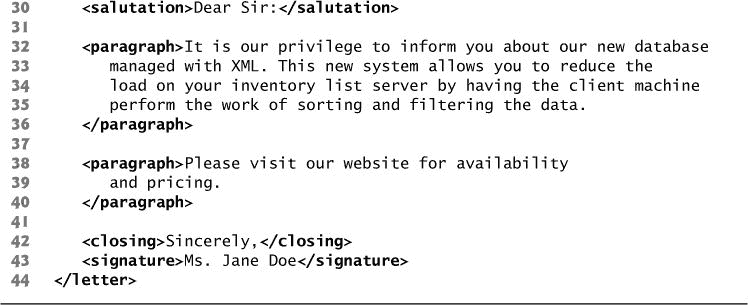 30 <salutation>Dear Sir:</salutation>
31
32 <paragraph>It is our privilege to inform you about our new database
33 managed with XML. This new system allows you to reduce the
34 load on your inventory list server by having the client machine
35 perform the work of sorting and filtering the data.
36 </paragraph>
37
38 <paragraph>Please visit our website for availability
39 and pricing.
40 </paragraph>
41
42 <closing>Sincerely,</closing>
43 <signature>Ms. Jane Doe</signature>
44 </letter>